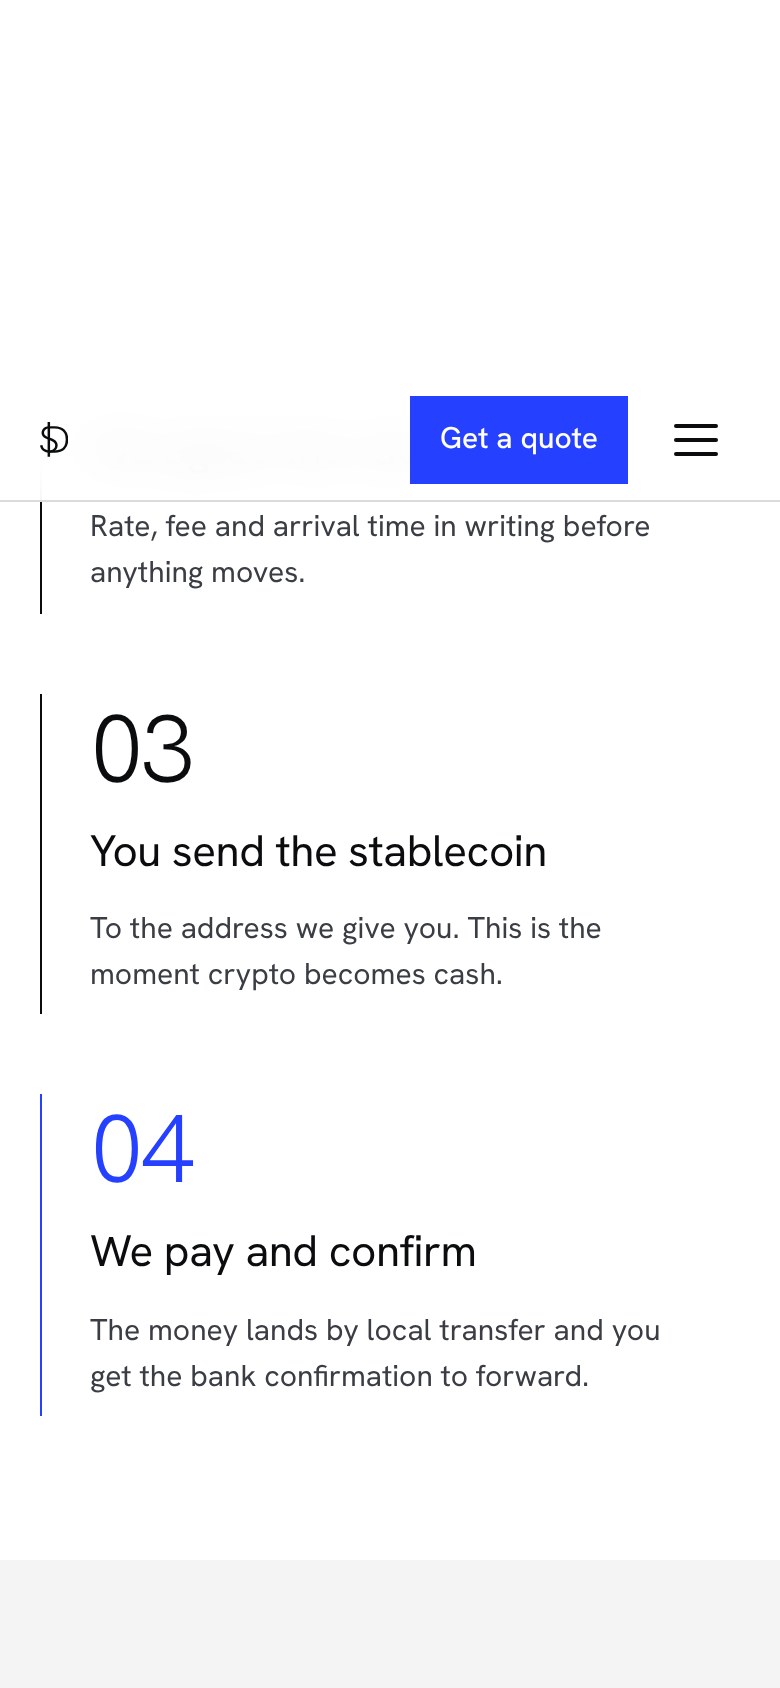 Get a quote
Rate, fee and arrival time in writing before
anything moves.
03
You send the stablecoin
To the address we give you. This is the
moment crypto becomes cash.
04
We pay and confirm
The money lands by local transfer and you
get the bank confirmation to forward.